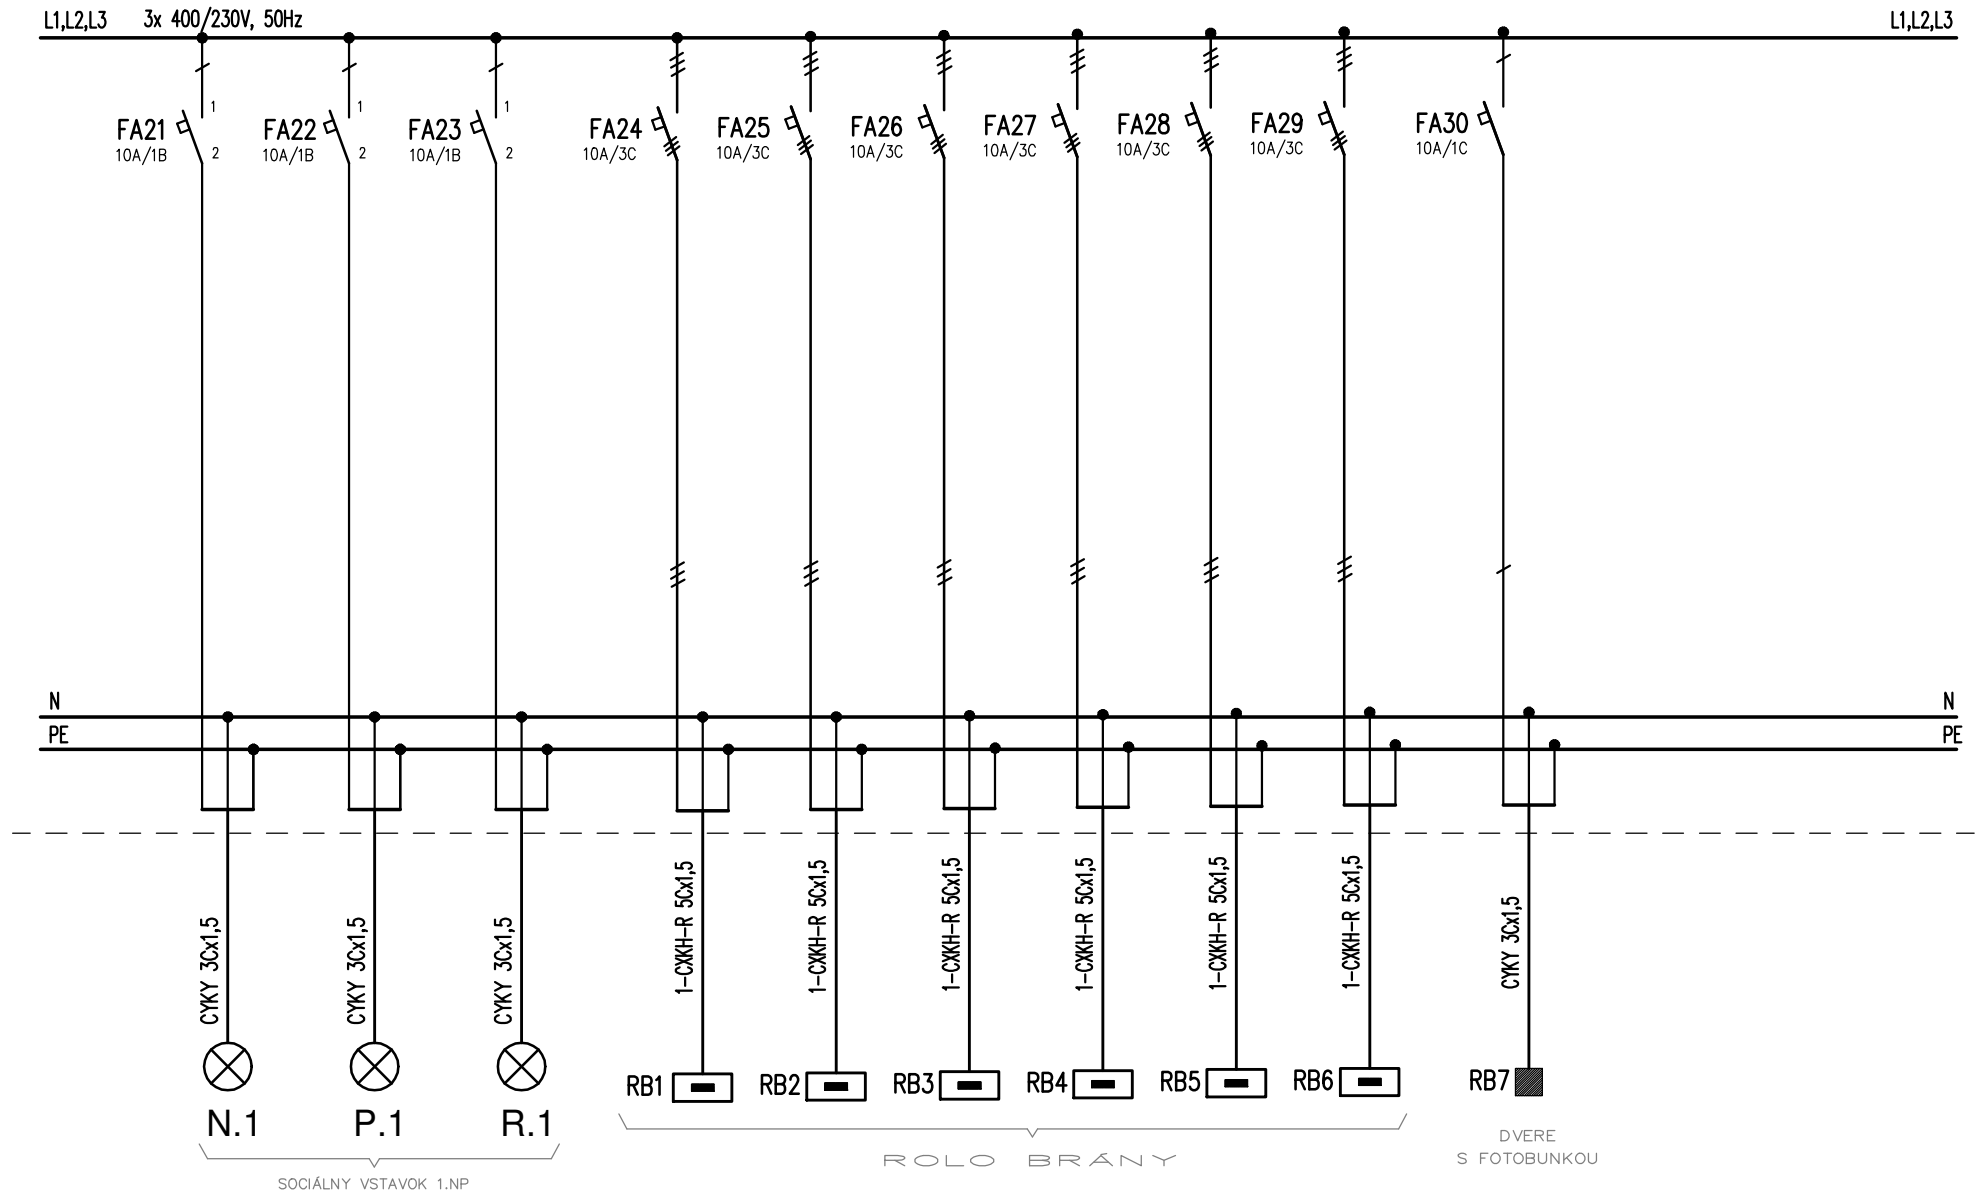 L1,L2,L3 3x 400/230V, 50Hz L1,L2,L3
FA21 1
10A/1B 2
FA22 1
10A/1B 2
FA23 1
10A/1B 2
FA24
10A/3C
FA25
10A/3C
FA26
10A/3C
FA27
10A/3C
FA28
10A/3C
FA29
10A/3C
FA30
10A/1C
N N
PE PE
CYKY 3Cx1,5
CYKY 3Cx1,5
CYKY 3Cx1,5
1-CXKH-R 5Cx1,5
1-CXKH-R 5Cx1,5
1-CXKH-R 5Cx1,5
1-CXKH-R 5Cx1,5
1-CXKH-R 5Cx1,5
1-CXKH-R 5Cx1,5
CYKY 3Cx1,5
RB1 RB2 RB3 RB4 RB5 RB6 RB7
N.1 P.1 R.1
SOCIÁLNY VSTAVOK 1.NP
ROLO BRÁNY
DVERE
S FOTOBUNKOU